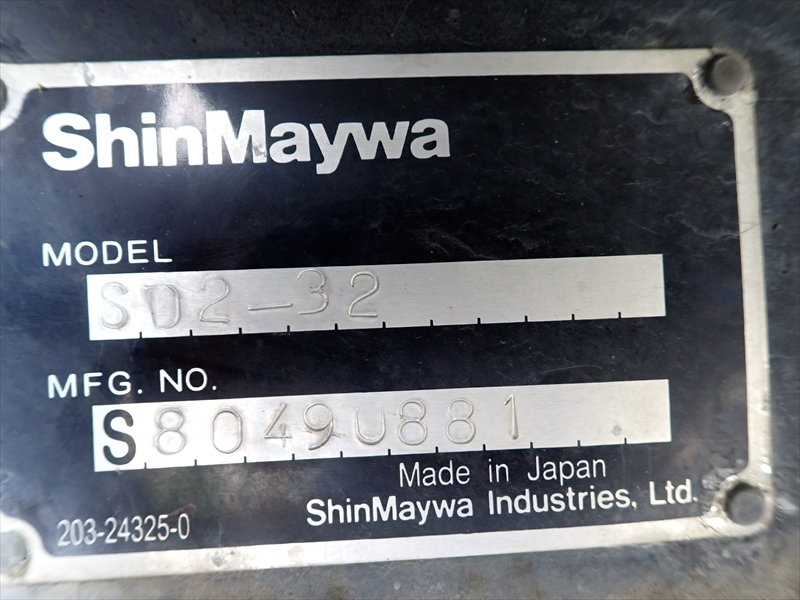 ShinMaywa
MODEL
SD2-32
MFG. NO.
S80490881
Made in Japan
ShinMaywa Industries, Ltd.
203-24325-0